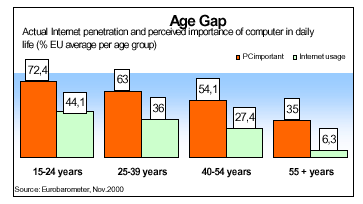 Age Gap
Actual Internet penetration and perceived importance of computer in daily
life (% EU average per age group)
PCimportant Internet usage
72,4
44,1
63
36
54,1
27,4
35
6,3
15-24 years 25-39 years 40-54 years 55 + years
Source: Eurobarometer, Nov.2000